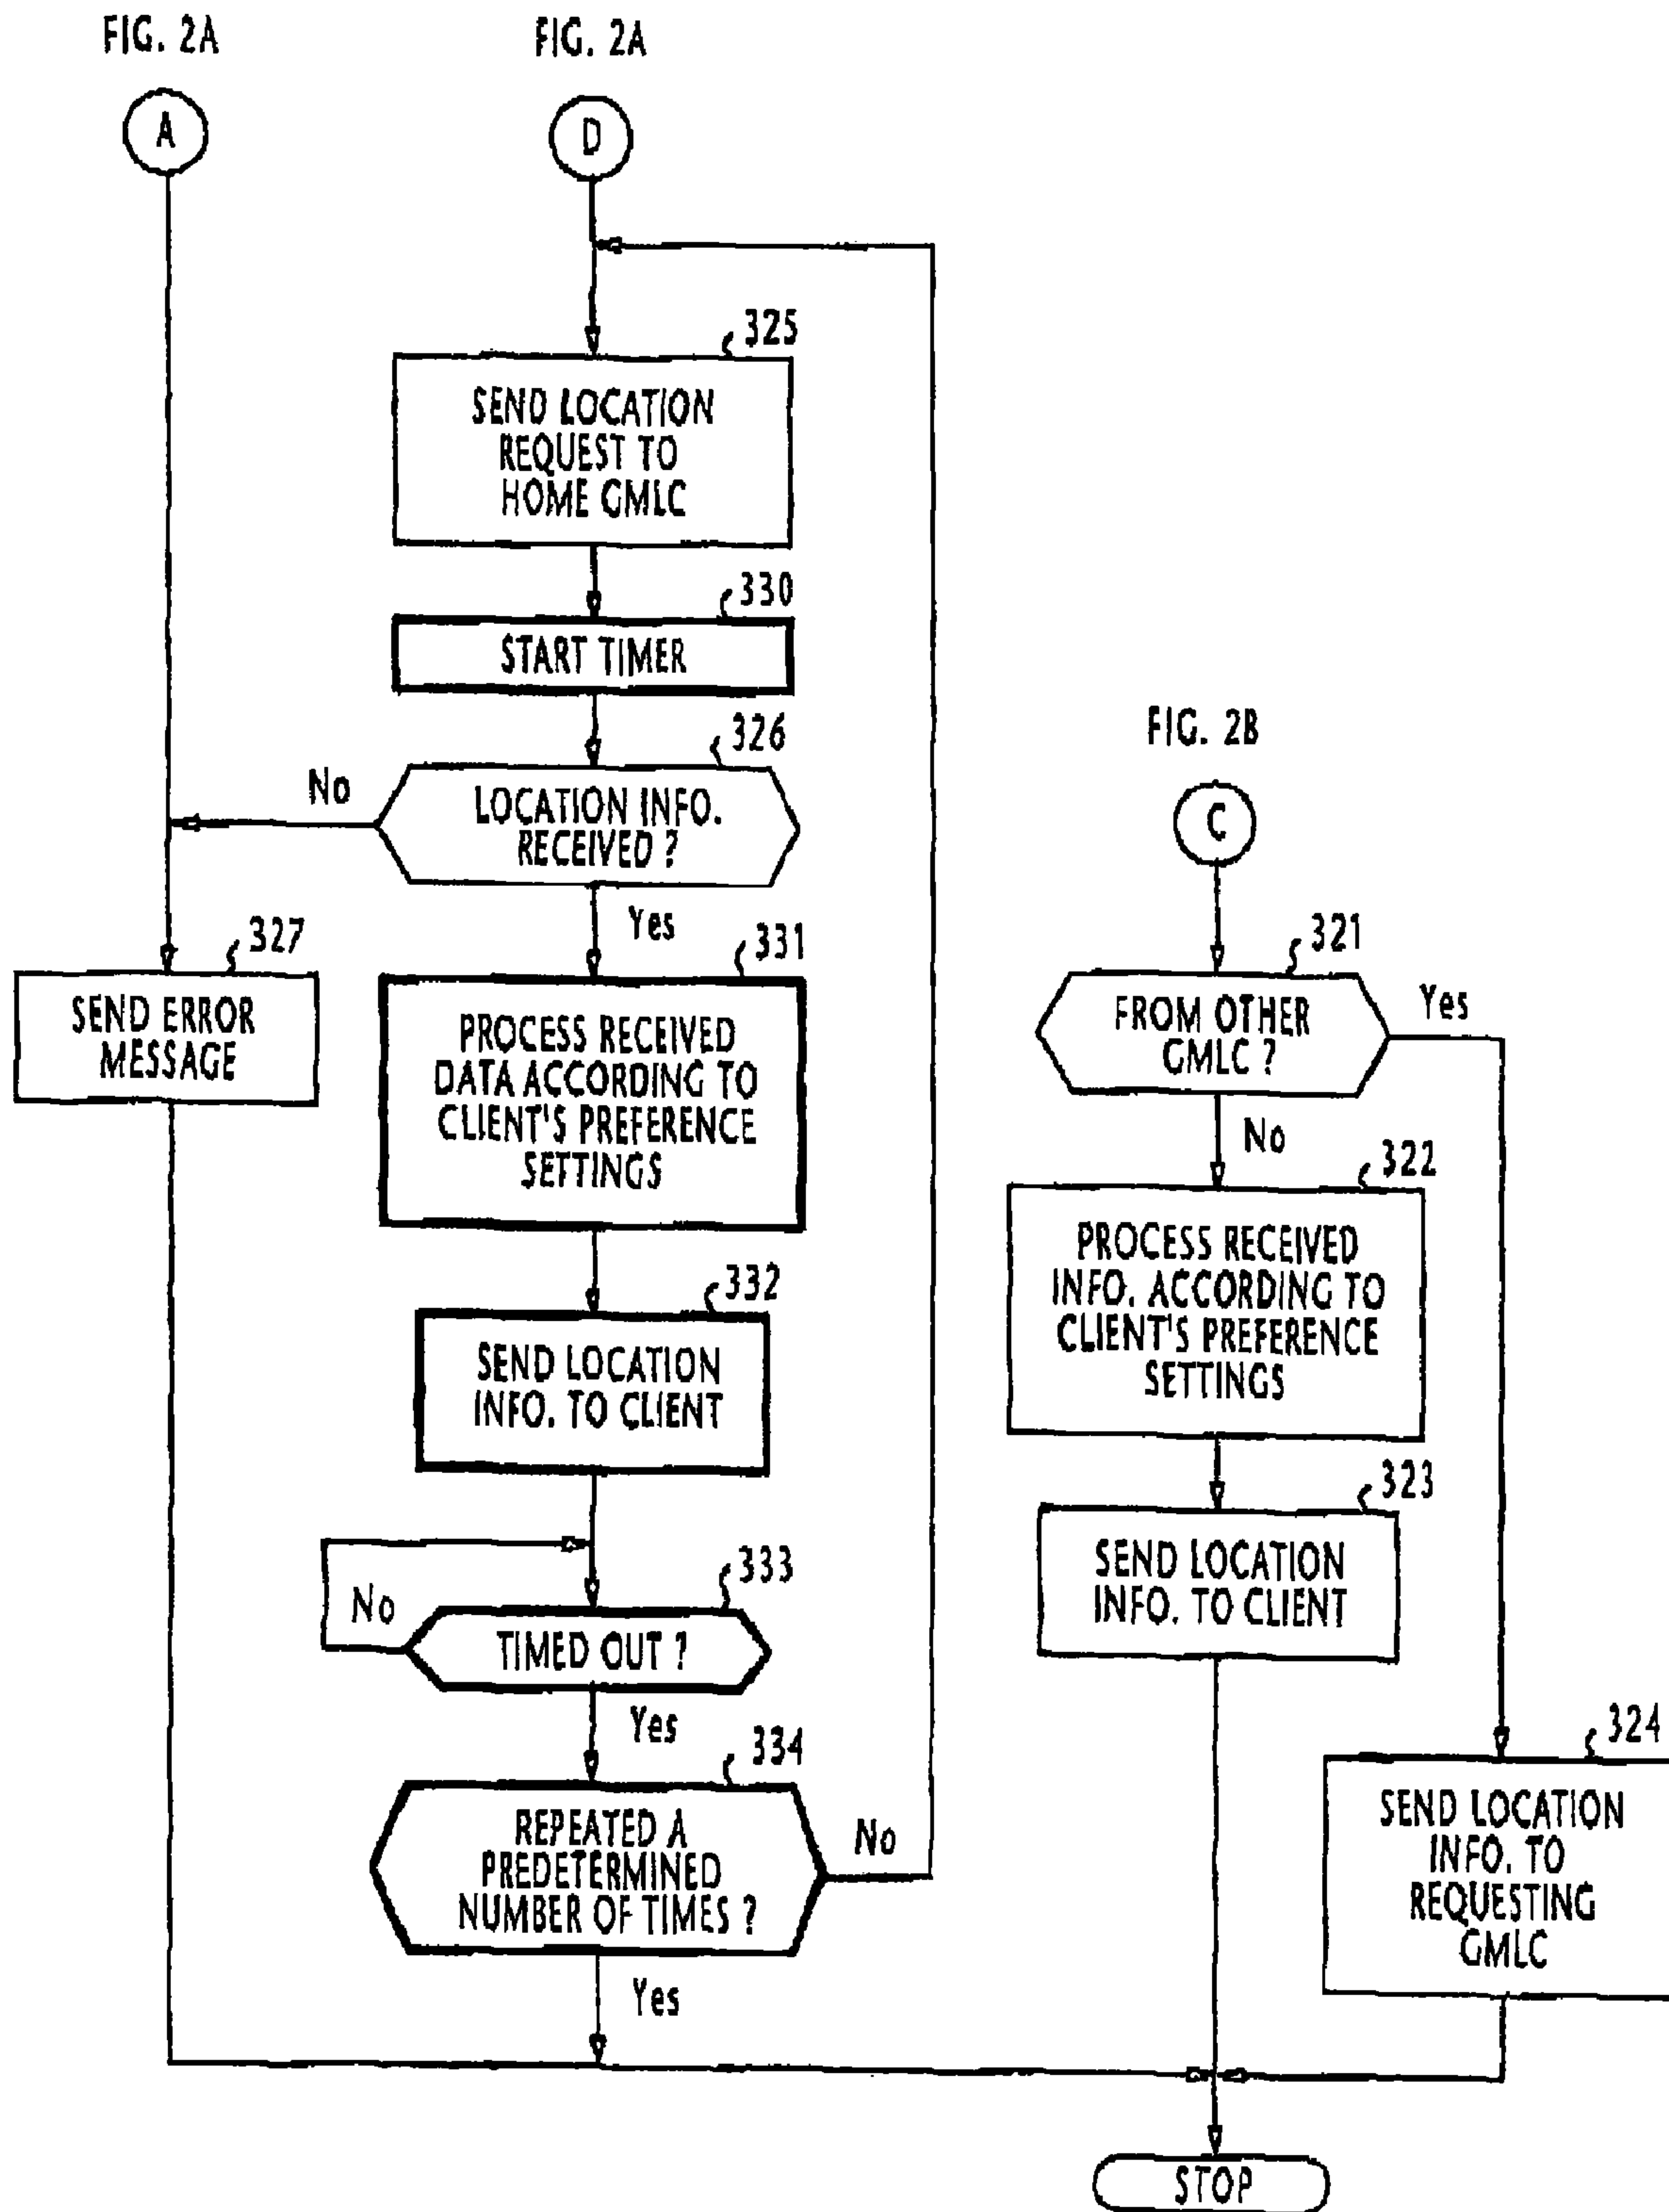 FIG. 2A
A
FIG. 2A
D
325
SEND LOCATION
REQUEST TO
HOME GMLC
330
START TIMER
326
LOCATION INFO.
RECEIVED ?
No
Yes
327
SEND ERROR
MESSAGE
331
PROCESS RECEIVED
DATA ACCORDING TO
CLIENT'S PREFERENCE
SETTINGS
332
SEND LOCATION
INFO. TO CLIENT
333
TIMED OUT ?
No
Yes
334
REPEATED A
PREDETERMINED
NUMBER OF TIMES ?
No
Yes
FIG. 2B
C
321
FROM OTHER
GMLC ?
Yes
No
322
PROCESS RECEIVED
INFO. ACCORDING TO
CLIENT'S PREFERENCE
SETTINGS
323
SEND LOCATION
INFO. TO CLIENT
324
SEND LOCATION
INFO. TO
REQUESTING
GMLC
STOP